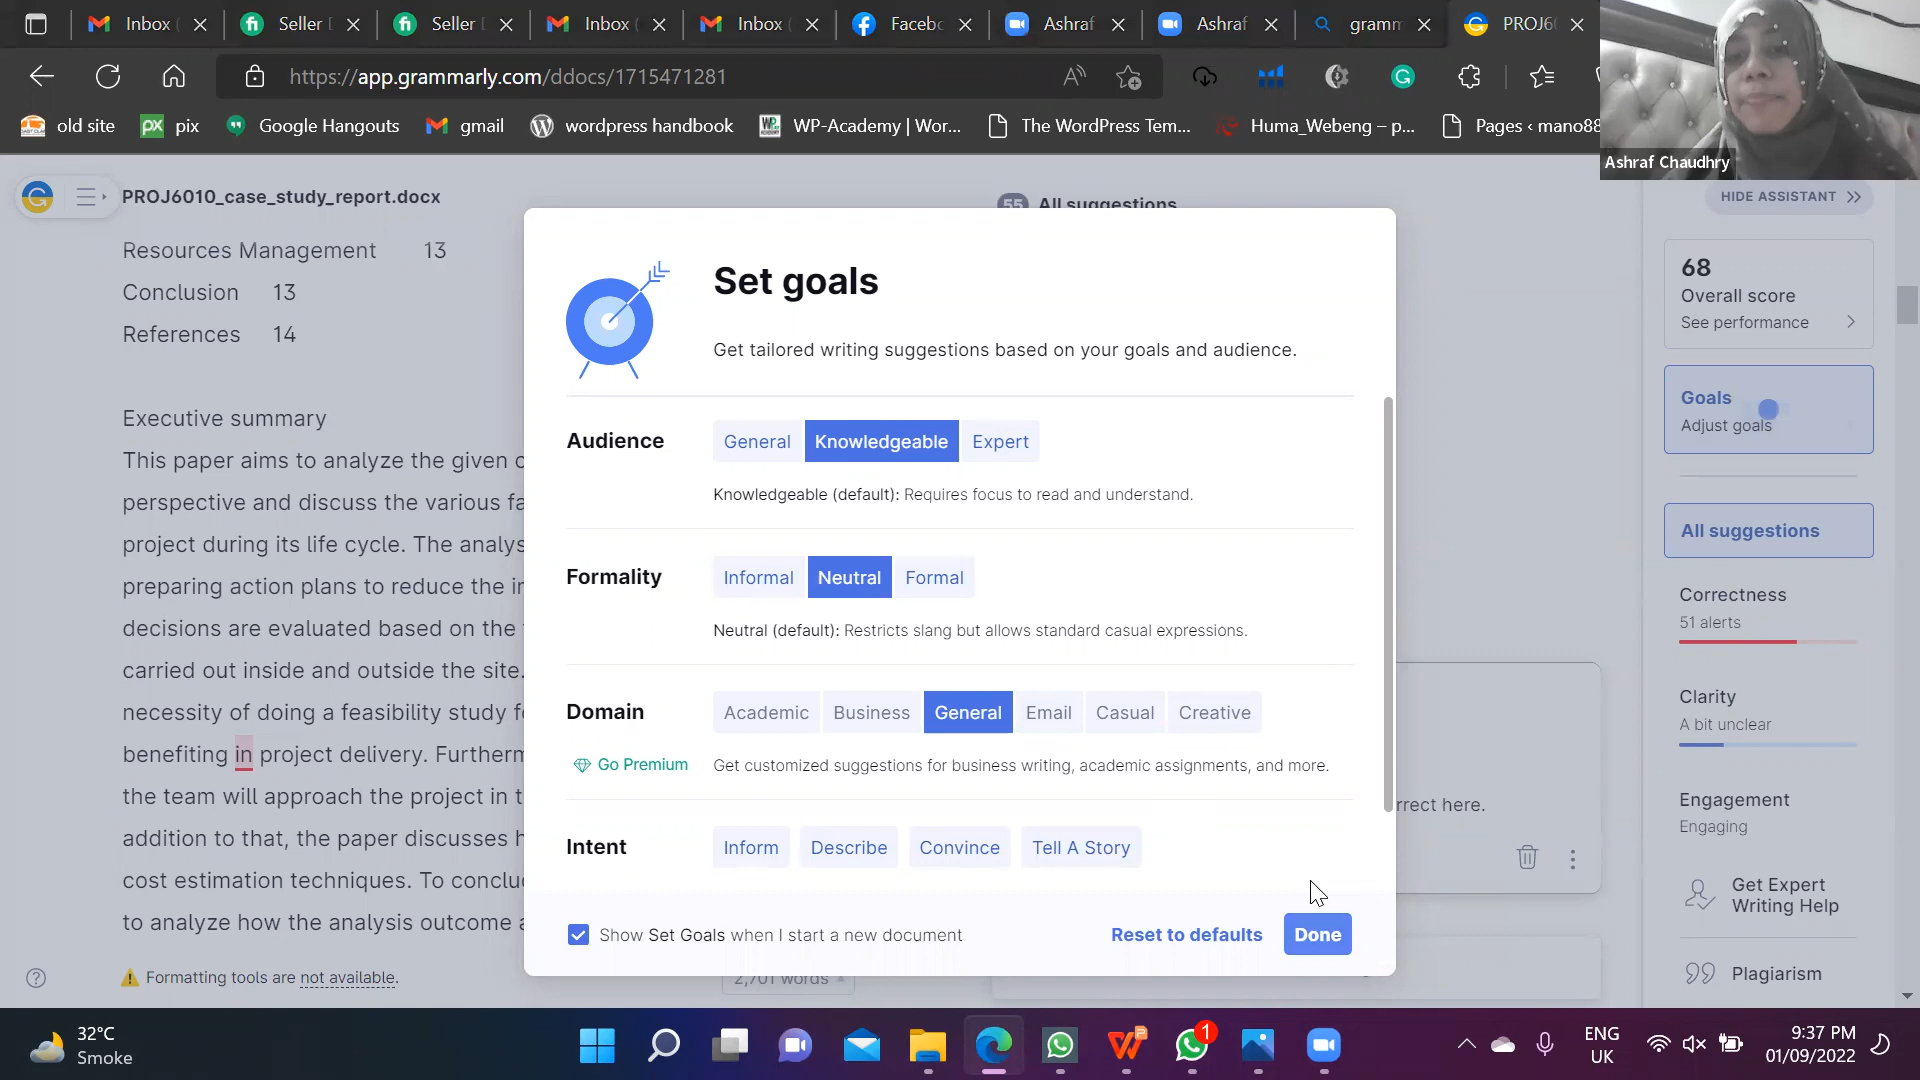 Inbox (
Seller
Seller
Inbox (
Inbox (
Faceb
Ashraf
Ashraf
gramm
PROJ6
https://app.grammarly.com/ddocs/1715471281
old site
pix
Google Hangouts
gmail
wordpress handbook
WP-Academy | Wor...
The WordPress Tem...
Huma_Webeng – p...
Pages ‹ mano88
Ashraf Chaudhry
PROJ6010_case_study_report.docx
55 All suggestions
HIDE ASSISTANT
Resources Management 13
Conclusion 13
References 14
Executive summary
This paper aims to analyze the given
perspective and discuss the various fa
project during its life cycle. The analys
preparing action plans to reduce the
decisions are evaluated based on the
carried out inside and outside the site.
necessity of doing a feasibility study
benefiting in project delivery. Furtherm
the team will approach the project in
addition to that, the paper discusses
cost estimation techniques. To conclu
to analyze how the analysis outcome
Formatting tools are not available.
2,701 words
Set goals
Get tailored writing suggestions based on your goals and audience.
Audience General Knowledgeable Expert
Knowledgeable (default): Requires focus to read and understand.
Formality Informal Neutral Formal
Neutral (default): Restricts slang but allows standard casual expressions.
Domain Academic Business General Email Casual Creative
Go Premium Get customized suggestions for business writing, academic assignments, and more.
Intent Inform Describe Convince Tell A Story
Show Set Goals when I start a new document
Reset to defaults
Done
rrect here.
68
Overall score
See performance
Goals
Adjust goals
All suggestions
Correctness
51 alerts
Clarity
A bit unclear
Engagement
Engaging
Get Expert
Writing Help
Plagiarism
32°C
Smoke
1
ENG
UK
9:37 PM
01/09/2022